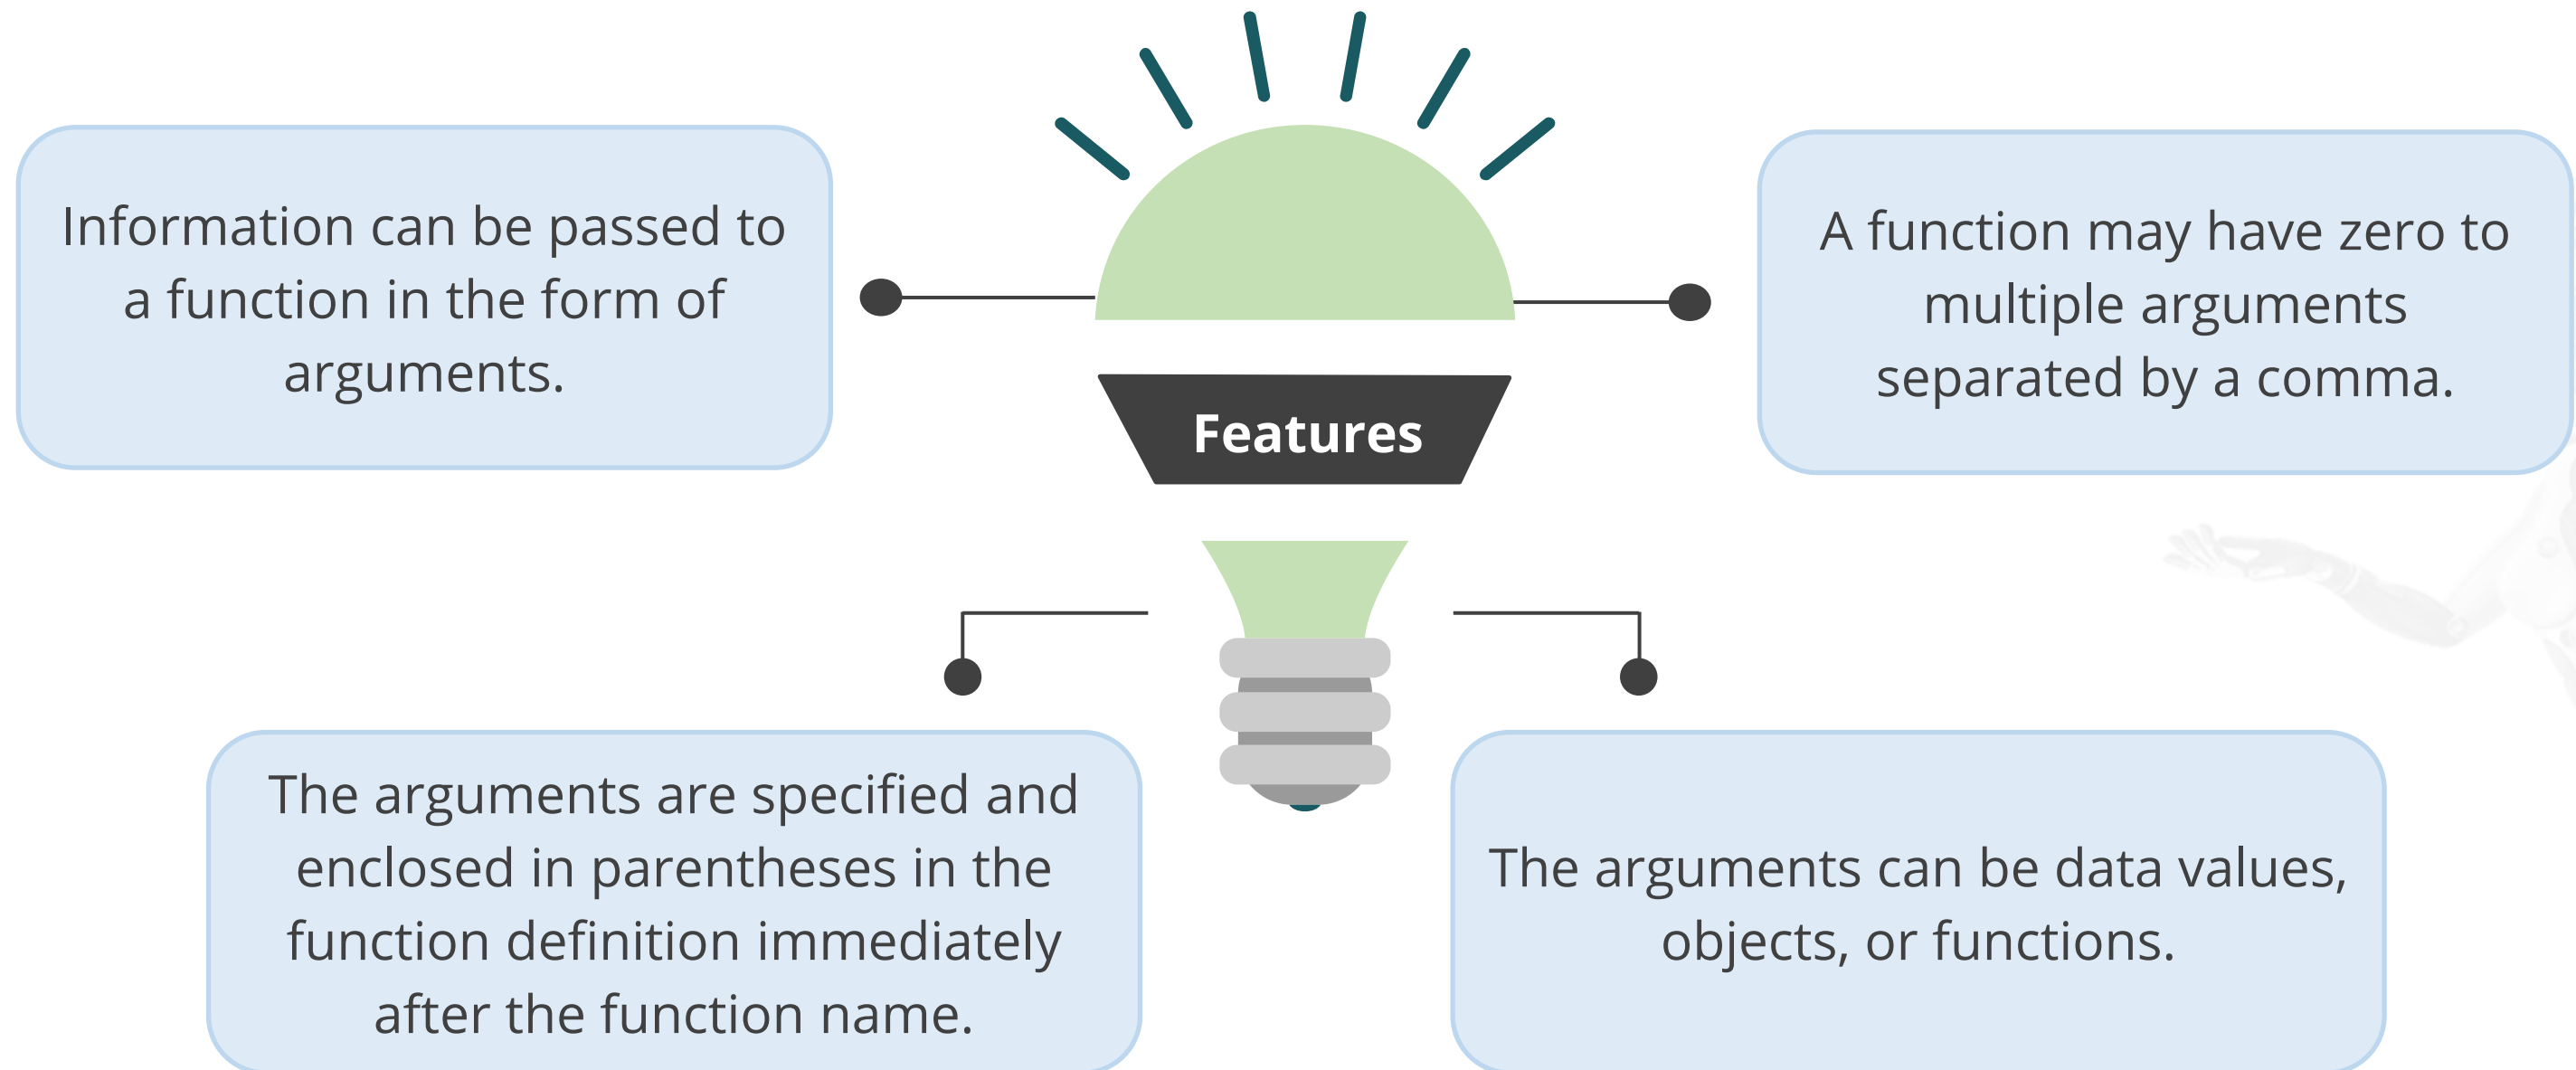 Information can be passed to
a function in the form of
arguments.
A function may have zero to
multiple arguments
separated by a comma.
Features
The arguments are specified and
enclosed in parentheses in the
function definition immediately
after the function name.
The arguments can be data values,
objects, or functions.